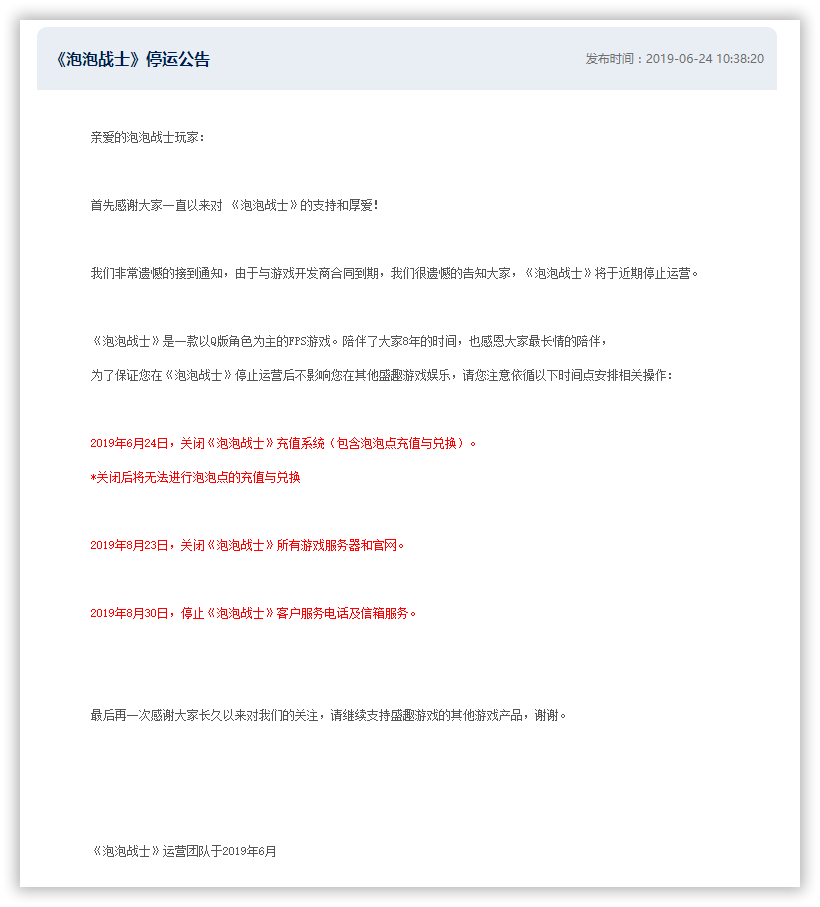 《泡泡战士》停运公告
发布时间：2019-06-24 10:38:20
亲爱的泡泡战士玩家：
首先感谢大家一直以来对 《泡泡战士》的支持和厚爱！
我们非常遗憾的接到通知，由于与游戏开发商合同到期，我们很遗憾的告知大家，《泡泡战士》将于近期停止运营。
《泡泡战士》是一款以Q版角色为主的FPS游戏。陪伴了大家8年的时间，也感恩大家最长情的陪伴，
为了保证您在《泡泡战士》停止运营后不影响您在其他盛趣游戏娱乐，请您注意依循以下时间点安排相关操作：
2019年6月24日，关闭《泡泡战士》充值系统（包含泡泡点充值与兑换）。
*关闭后将无法进行泡泡点的充值与兑换
2019年8月23日，关闭《泡泡战士》所有游戏服务器和官网。
2019年8月30日，停止《泡泡战士》客户服务电话及信箱服务。
最后再一次感谢大家长久以来对我们的关注，请继续支持盛趣游戏的其他游戏产品，谢谢。
《泡泡战士》运营团队于2019年6月